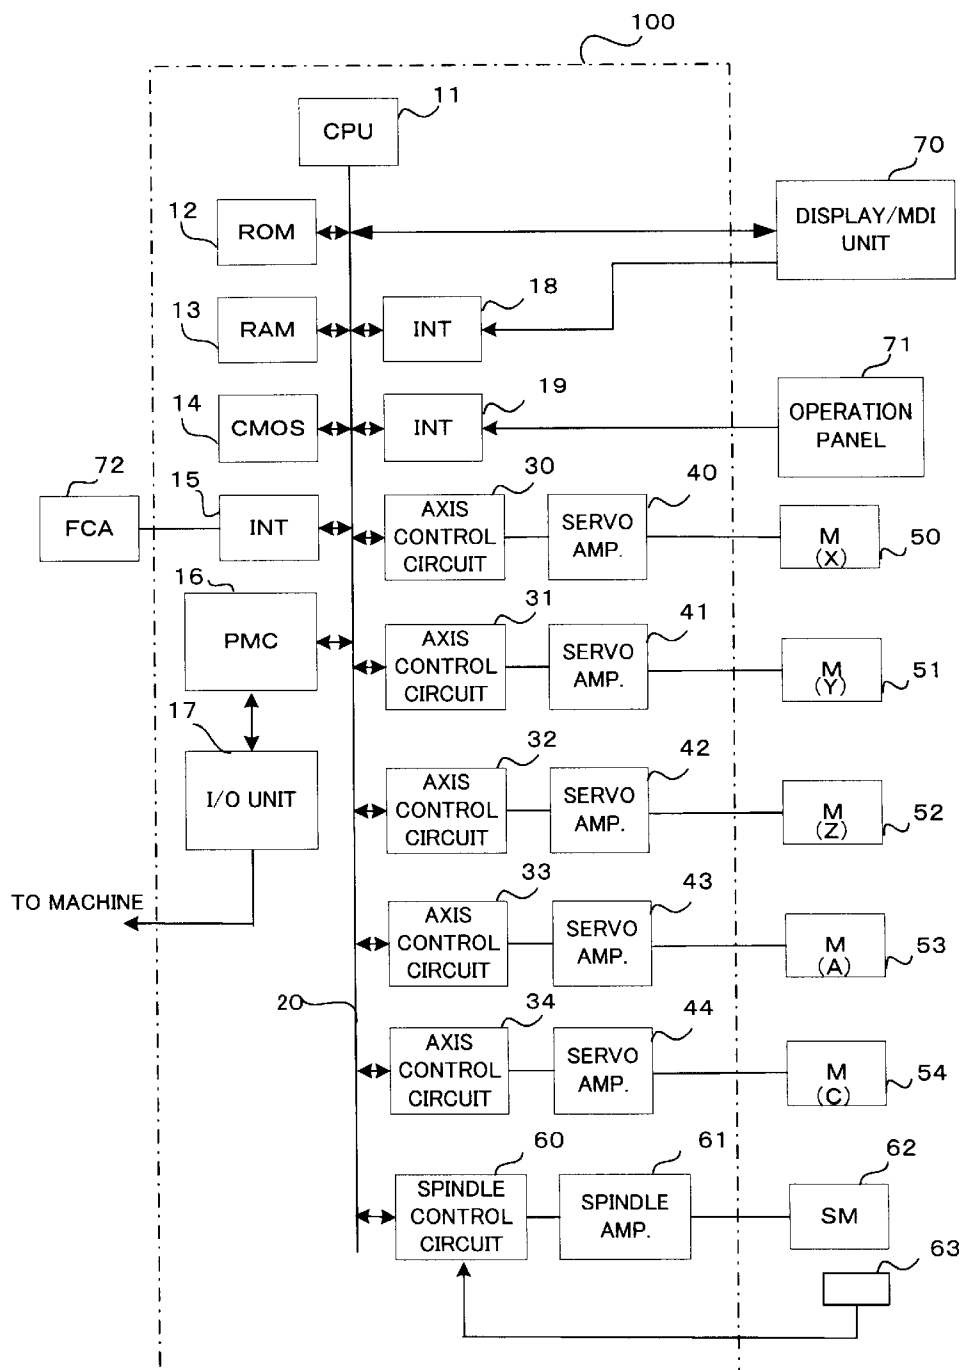 100
11
CPU
70
DISPLAY/MDI
UNIT
12
ROM
18
13
RAM
INT
71
14
CMOS
19
INT
OPERATION
PANEL
72
FCA
15
INT
30
AXIS
CONTROL
CIRCUIT
40
SERVO
AMP.
M
(X)
50
16
PMC
31
AXIS
CONTROL
CIRCUIT
41
SERVO
AMP.
M
(Y)
51
17
I/O UNIT
32
AXIS
CONTROL
CIRCUIT
42
SERVO
AMP.
M
(Z)
52
TO MACHINE
33
AXIS
CONTROL
CIRCUIT
43
SERVO
AMP.
M
(A)
53
20
34
AXIS
CONTROL
CIRCUIT
44
SERVO
AMP.
M
(C)
54
60
SPINDLE
CONTROL
CIRCUIT
61
SPINDLE
AMP.
62
SM
63